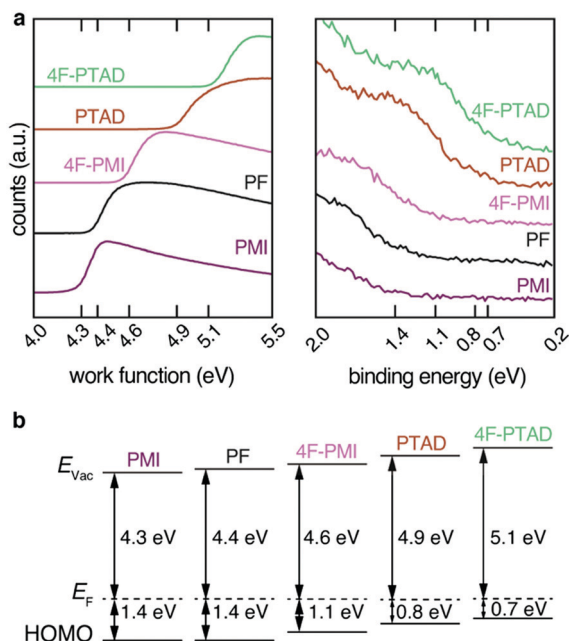 a
4F-PTAD
PTAD
4F-PMI
PF
PMI
counts (a.u.)
4.0 4.3 4.4 4.6 4.9 5.1 5.5
work function (eV)
4F-PTAD
PTAD
4F-PMI
PF
PMI
2.0 1.4 1.1 0.8 0.7 0.2
binding energy (eV)
b
PMI PF 4F-PMI PTAD 4F-PTAD
EVac
4.3 eV 4.4 eV 4.6 eV 4.9 eV 5.1 eV
EF
1.4 eV 1.4 eV 1.1 eV 0.8 eV 0.7 eV
HOMO